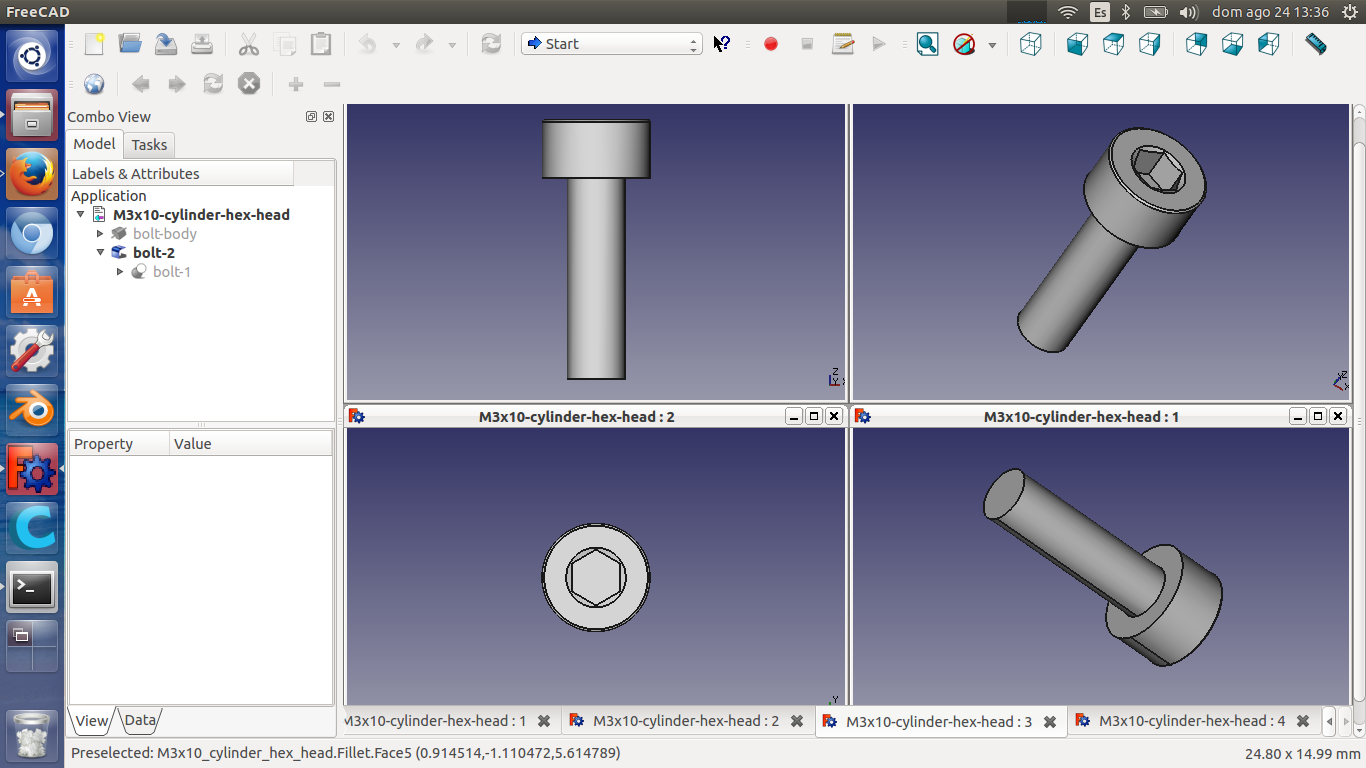 FreeCAD
Es
dom ago 24 13:36
Start
Combo View
Model
Tasks
Labels & Attributes
Application
M3x10-cylinder-hex-head
bolt-body
bolt-2
bolt-1
Property
Value
View
Data
Z
Y
M3x10-cylinder-hex-head : 2
M3x10-cylinder-hex-head : 1
Y
M3x10-cylinder-hex-head : 1
M3x10-cylinder-hex-head : 2
M3x10-cylinder-hex-head : 3
M3x10-cylinder-hex-head : 4
Preselected: M3x10_cylinder_hex_head.Fillet.Face5 (0.914514,-1.110472,5.614789)
24.80 x 14.99 mm